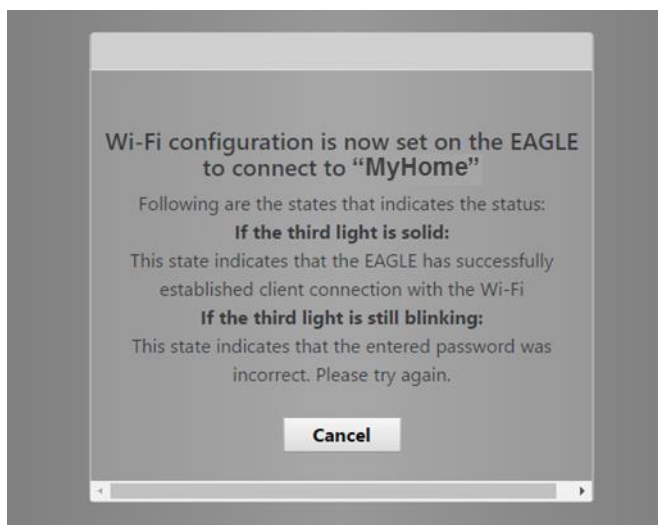 Wi-Fi configuration is now set on the EAGLE
to connect to “MyHome”
Following are the states that indicates the status:
If the third light is solid:
This state indicates that the EAGLE has successfully
established client connection with the Wi-Fi
If the third light is still blinking:
This state indicates that the entered password was
incorrect. Please try again.
Cancel